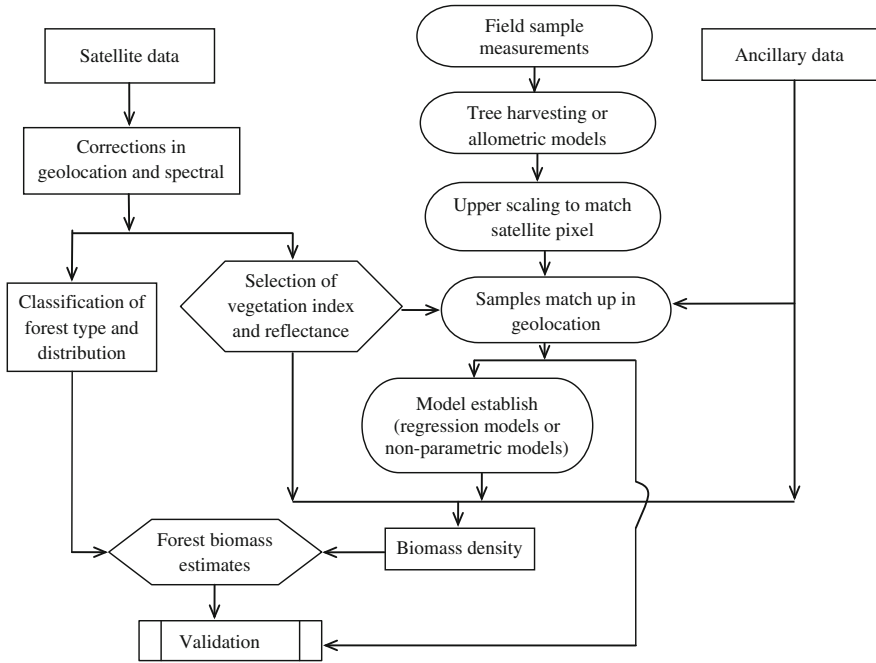 Satellite data
Field sample
measurements
Ancillary data
Tree harvesting or
allometric models
Corrections in
geolocation and spectral
Upper scaling to match
satellite pixel
Classification of
forest type and
distribution
Selection of
vegetation index
and reflectance
Samples match up in
geolocation
Model establish
(regression models or
non-parametric models)
Forest biomass
estimates
Biomass density
Validation